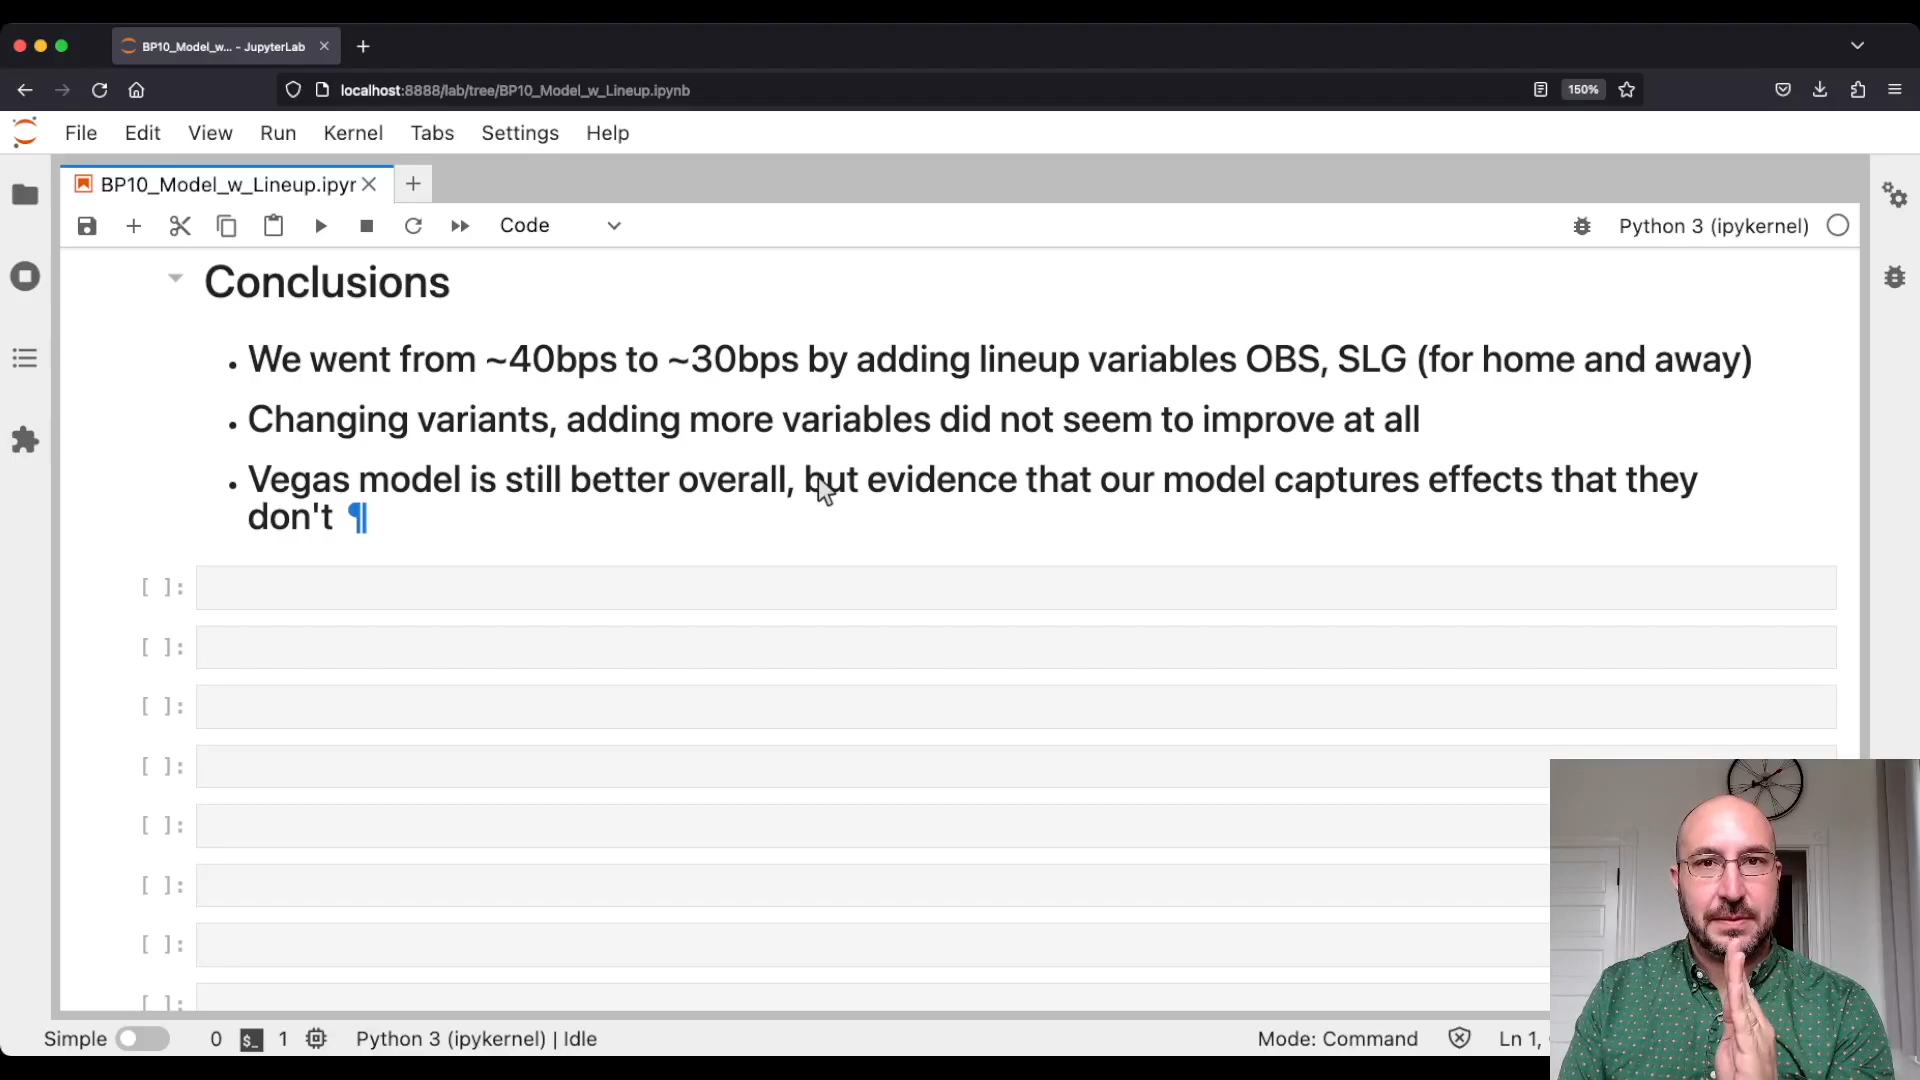 BP10_Model_w... - JupyterLab
localhost:8888/lab/tree/BP10_Model_w_Lineup.ipynb
150%
File Edit View Run Kernel Tabs Settings Help
BP10_Model_w_Lineup.ipyr
Code
Python 3 (ipykernel)
Conclusions
• We went from ~40bps to ~30bps by adding lineup variables OBS, SLG (for home and away)
• Changing variants, adding more variables did not seem to improve at all
• Vegas model is still better overall, but evidence that our model captures effects that they
don't ¶
[ ]:
[ ]:
[ ]:
[ ]:
[ ]:
[ ]:
[ ]:
[ ]:
Simple 0 $_ 1 Python 3 (ipykernel) | Idle Mode: Command Ln 1,